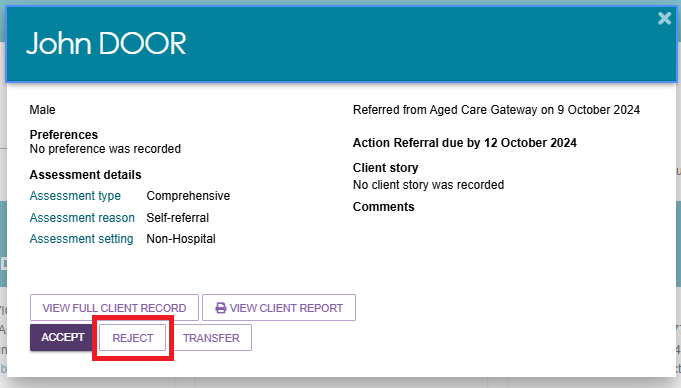 John DOOR
Male
Preferences
No preference was recorded
Assessment details
Assessment type Comprehensive
Assessment reason Self-referral
Assessment setting Non-Hospital
Referred from Aged Care Gateway on 9 October 2024
Action Referral due by 12 October 2024
Client story
No client story was recorded
Comments
VIEW FULL CLIENT RECORD VIEW CLIENT REPORT
ACCEPT REJECT TRANSFER